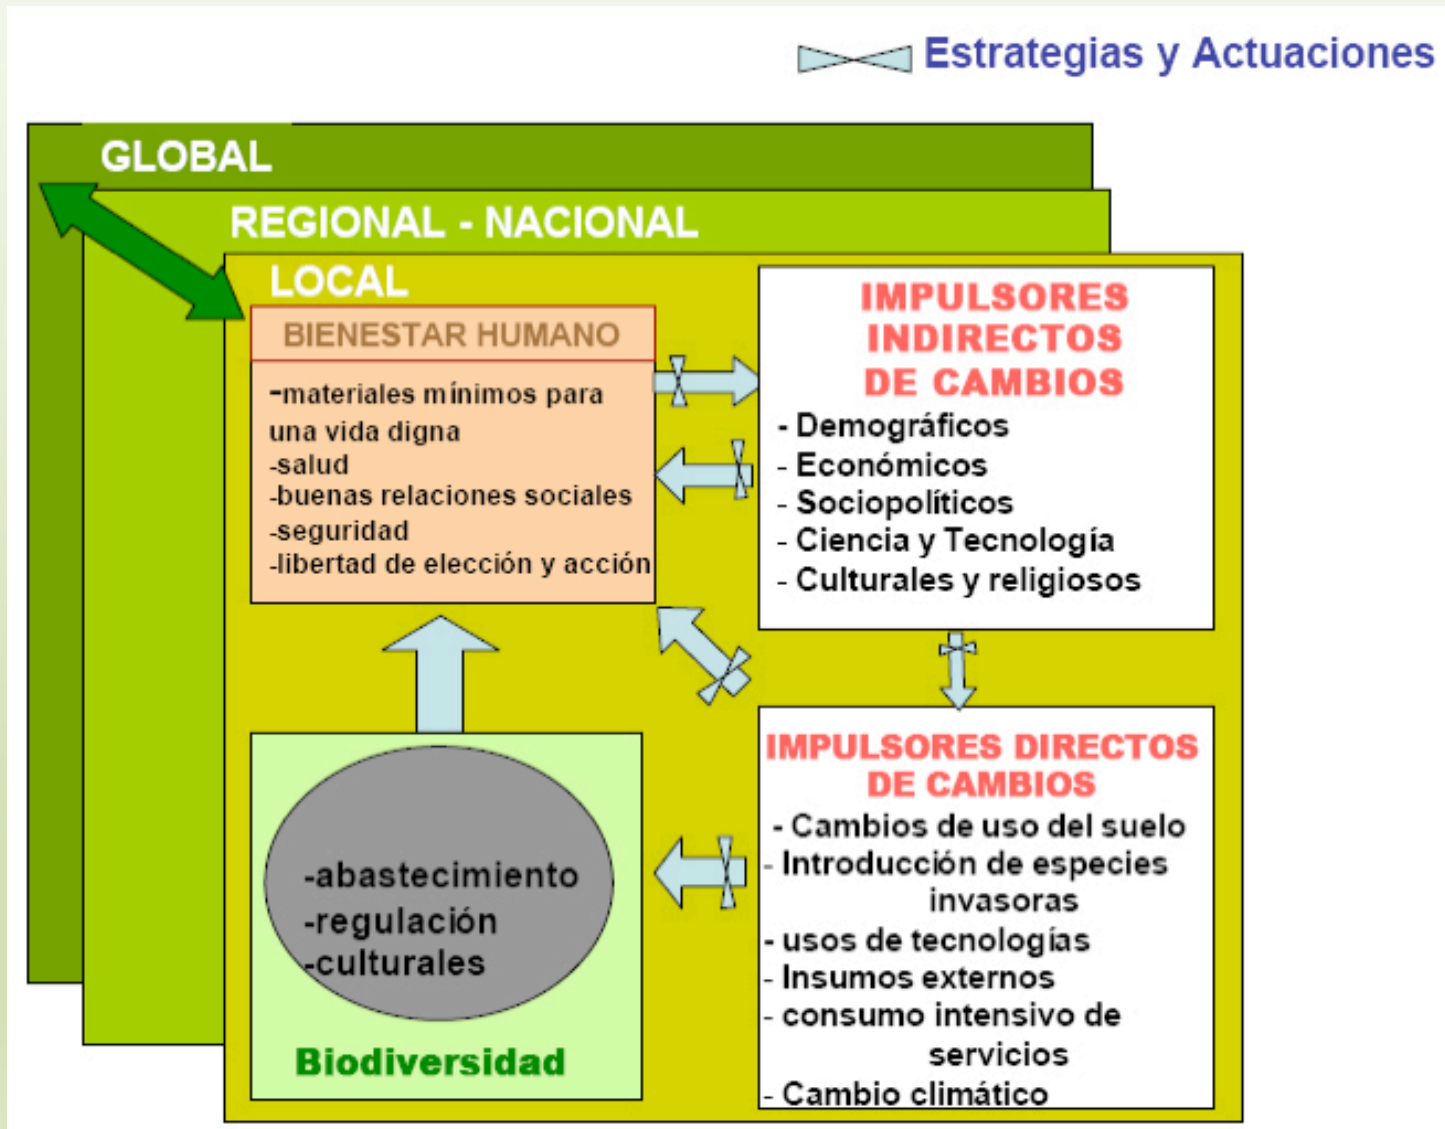 Estrategias y Actuaciones
GLOBAL
REGIONAL - NACIONAL
LOCAL
BIENESTAR HUMANO
-materiales mínimos para
una vida digna
-salud
-buenas relaciones sociales
-seguridad
-libertad de elección y acción
IMPULSORES
INDIRECTOS
DE CAMBIOS
- Demográficos
- Económicos
- Sociopolíticos
- Ciencia y Tecnología
- Culturales y religiosos
-abastecimiento
-regulación
-culturales
Biodiversidad
IMPULSORES DIRECTOS
DE CAMBIOS
- Cambios de uso del suelo
- Introducción de especies
invasoras
- usos de tecnologías
- Insumos externos
- consumo intensivo de
servicios
- Cambio climático